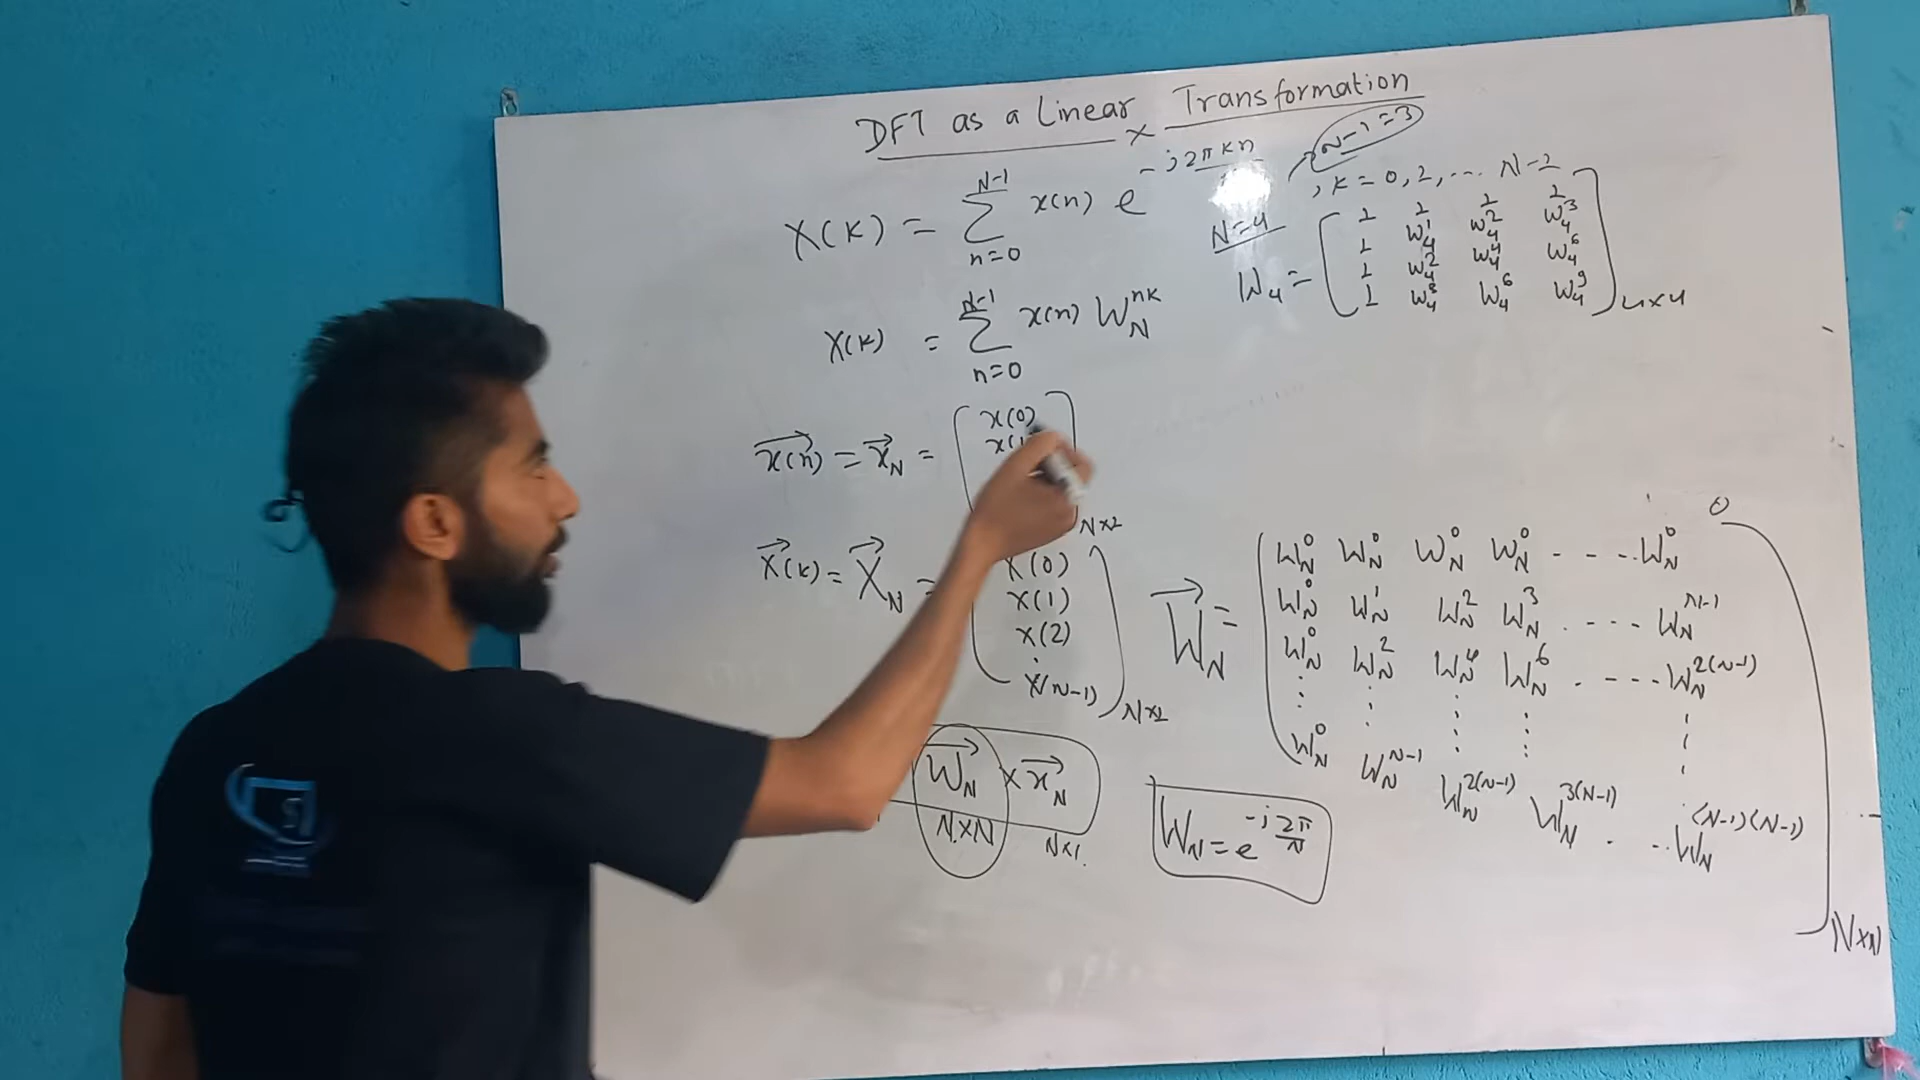 DFT as a Linear Transformation
X(k) = Σ_{n=0}^{N-1} x(n) e^{-j2πkn} , k = 0, 2, ... N-2
N-1=3
X(k) = Σ_{n=0}^{N-1} x(n) W_N^{nk}
N=4
W_4 = [
1 1 1 1
1 W_4^1 W_4^2 W_4^3
1 W_4^2 W_4^4 W_4^6
1 W_4^3 W_4^6 W_4^9
] 4×4
x(n) = x_N = [
x(0)
] N×1
X(k) = X_N = [
X(0)
X(1)
X(2)
⋮
X(N-1)
] N×1
W_N = [
W_N^0 W_N^0 W_N^0 W_N^0 - - - - W_N^0
W_N^0 W_N^1 W_N^2 W_N^3 . - - - - W_N^{N-1}
W_N^0 W_N^2 W_N^4 W_N^6 . - - - - W_N^{2(N-1)}
⋮ ⋮ ⋮ ⋮ ⋮
W_N^0 W_N^{N-1} W_N^{2(N-1)} W_N^{3(N-1)} . - .. W_N^{(N-1)(N-1)}
] N×N
W_N × x_N
N×N N×1.
W_N = e^{-j 2π/N}